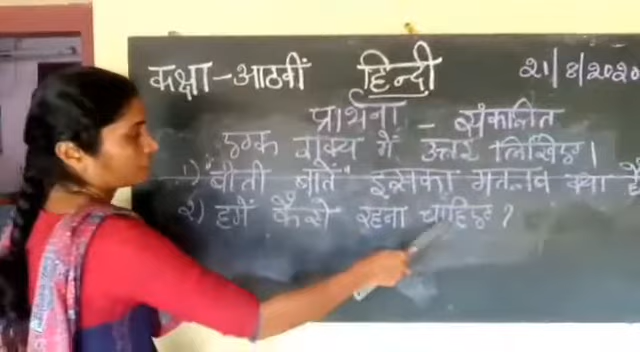 कक्षा-आठवीं हिन्दी 21/8/2020
प्रार्थना - संकलित
एक वाक्य में उत्तर लिखिए।
1) "बीती बातें" इसका मतलब क्या है
2) हमें कैसे रहना चाहिए?